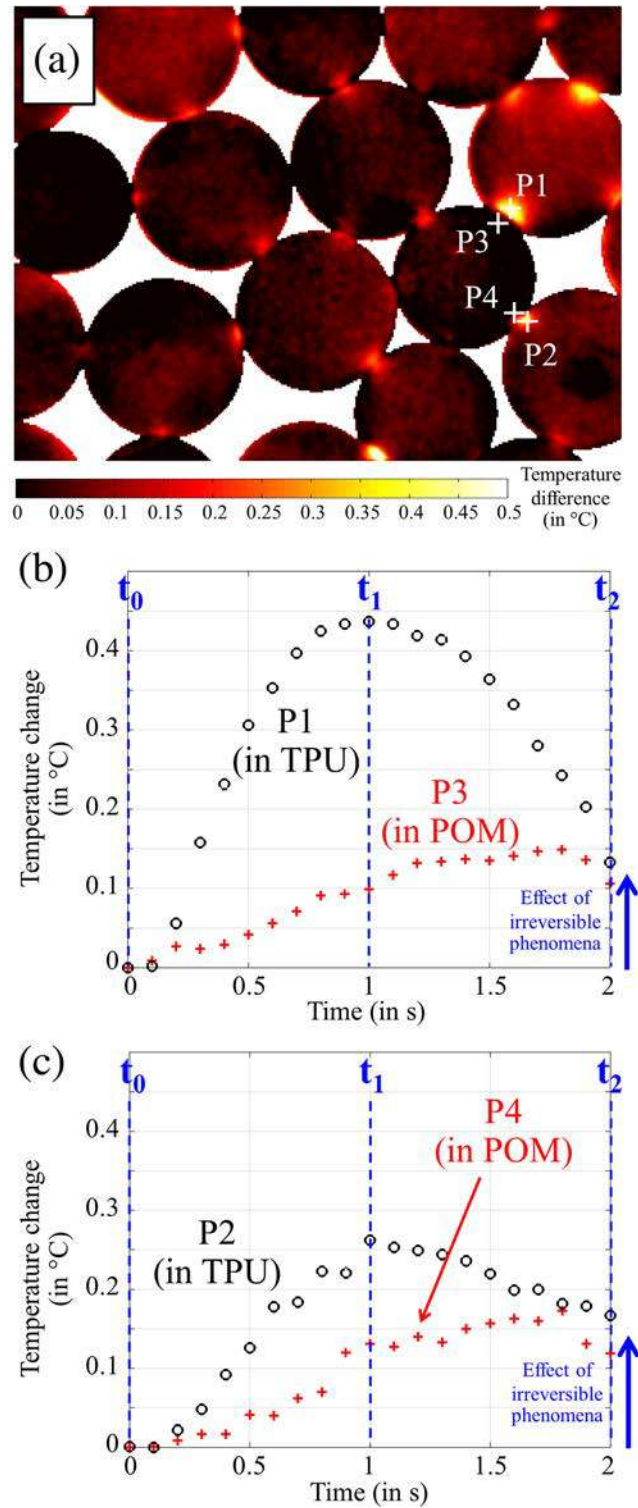 (a)
P1
P3
P4
P2
0 0.05 0.1 0.15 0.2 0.25 0.3 0.35 0.4 0.45 0.5
Temperature
difference
(in °C)
(b)
t0 t1 t2
0.4
0.3
0.2
0.1
0
Temperature change
(in °C)
P1
(in TPU)
P3
(in POM)
Effect of
irreversible
phenomena
0 0.5 1 1.5 2
Time (in s)
(c)
t0 t1 t2
0.4
0.3
0.2
0.1
0
Temperature change
(in °C)
P4
(in POM)
P2
(in TPU)
Effect of
irreversible
phenomena
0 0.5 1 1.5 2
Time (in s)